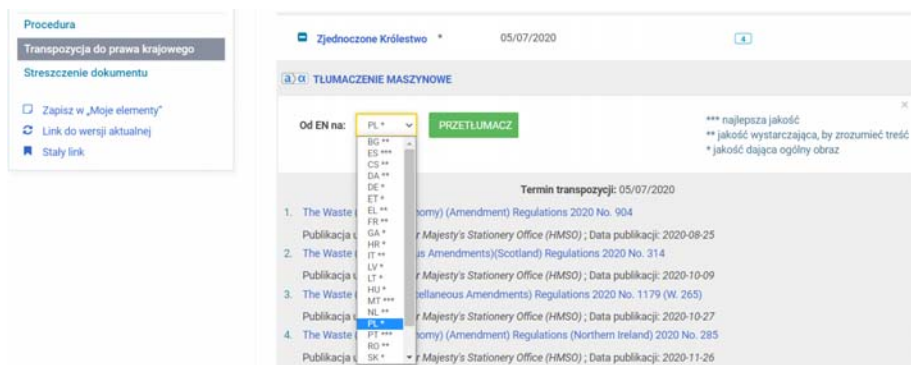 Procedura
Transpozycja do prawa krajowego
Streszczenie dokumentu
Zapisz w „Moje elementy”
Link do wersji aktualnej
Stały link
Zjednoczone Królestwo * 05/07/2020 4
TŁUMACZENIE MASZYNOWE
Od EN na: PL * PRZETŁUMACZ
*** najlepsza jakość
** jakość wystarczająca, by zrozumieć treść
* jakość dająca ogólny obraz
BG **
ES ***
CS **
DA **
DE *
ET *
EL **
FR **
GA *
HR *
IT **
LV *
LT *
HU *
MT ***
NL **
PL *
PT ***
RO **
SK *
Termin transpozycji: 05/07/2020
1. The Waste nomy) (Amendment) Regulations 2020 No. 904
Publikacja r Majesty's Stationery Office (HMSO) ; Data publikacji: 2020-08-25
2. The Waste us Amendments)(Scotland) Regulations 2020 No. 314
Publikacja r Majesty's Stationery Office (HMSO) ; Data publikacji: 2020-10-09
3. The Waste cellaneous Amendments) Regulations 2020 No. 1179 (W. 265)
Publikacja r Majesty's Stationery Office (HMSO) ; Data publikacji: 2020-10-27
4. The Waste nomy) (Amendment) Regulations (Northern Ireland) 2020 No. 285
Publikacja r Majesty's Stationery Office (HMSO) ; Data publikacji: 2020-11-26